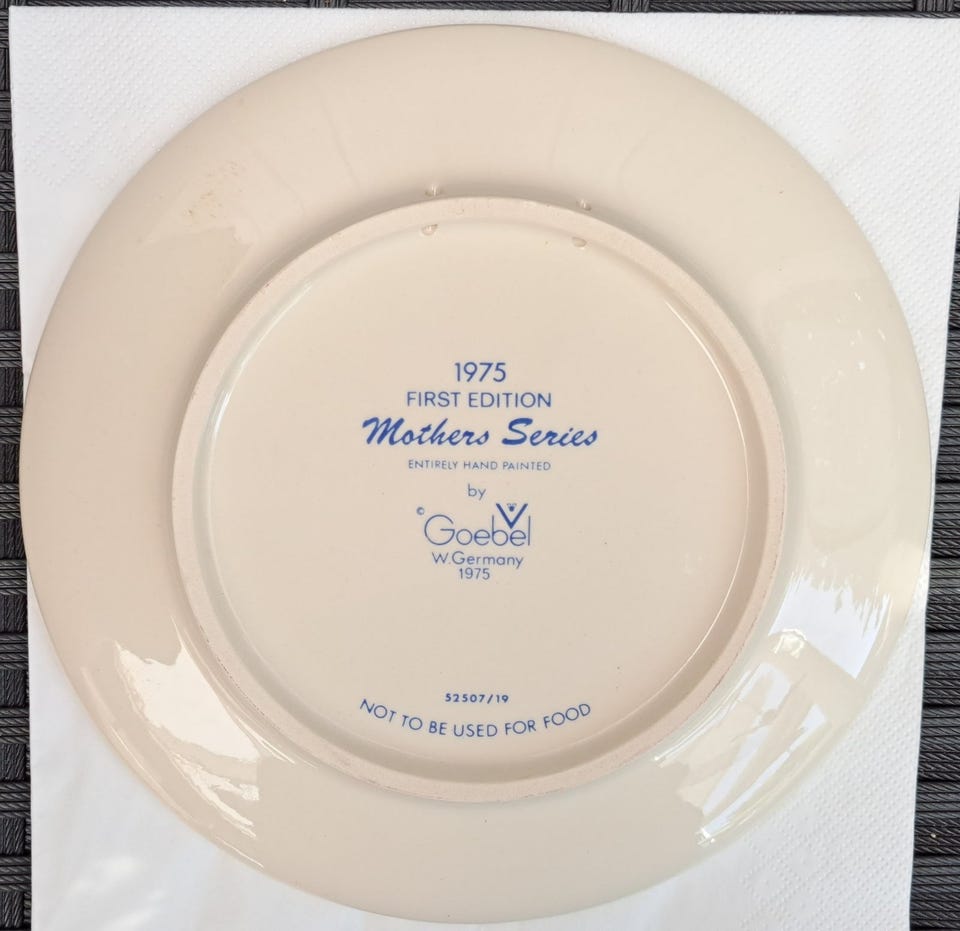 1975
FIRST EDITION
Mothers Series
ENTIRELY HAND PAINTED
by
© Goebel
W. Germany
1975
52507/19
NOT TO BE USED FOR FOOD